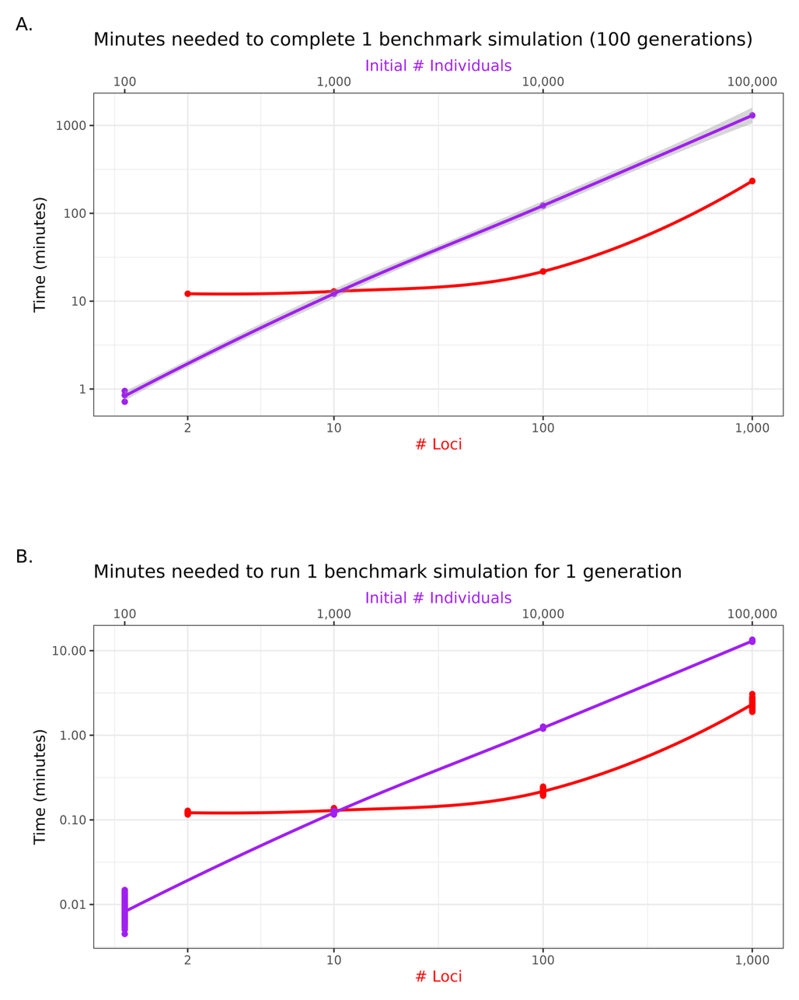 A.
Minutes needed to complete 1 benchmark simulation (100 generations)
Initial # Individuals
100 1,000 10,000 100,000
Time (minutes)
1000
100
10
1
2 10 100 1,000
# Loci
B.
Minutes needed to run 1 benchmark simulation for 1 generation
Initial # Individuals
100 1,000 10,000 100,000
Time (minutes)
10.00
1.00
0.10
0.01
2 10 100 1,000
# Loci